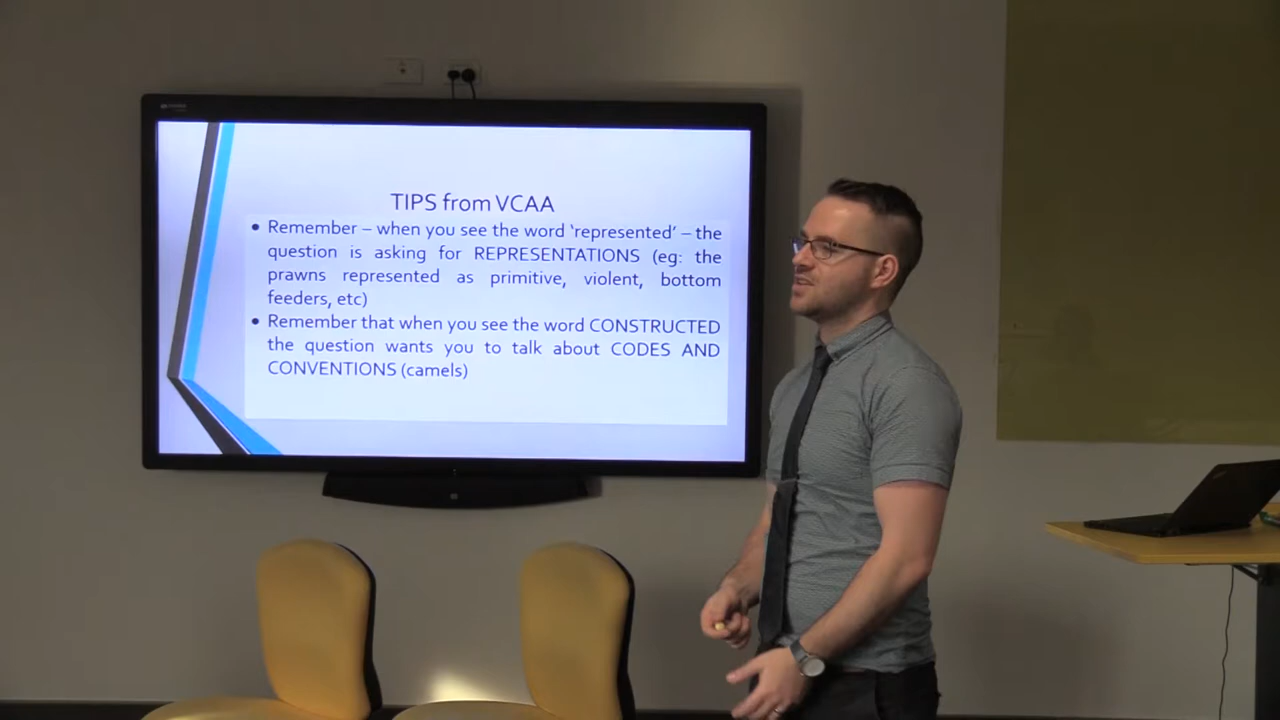 TIPS from VCAA
• Remember – when you see the word ‘represented’ – the
question is asking for REPRESENTATIONS (eg: the
prawns represented as primitive, violent, bottom
feeders, etc)
• Remember that when you see the word CONSTRUCTED
the question wants you to talk about CODES AND
CONVENTIONS (camels)